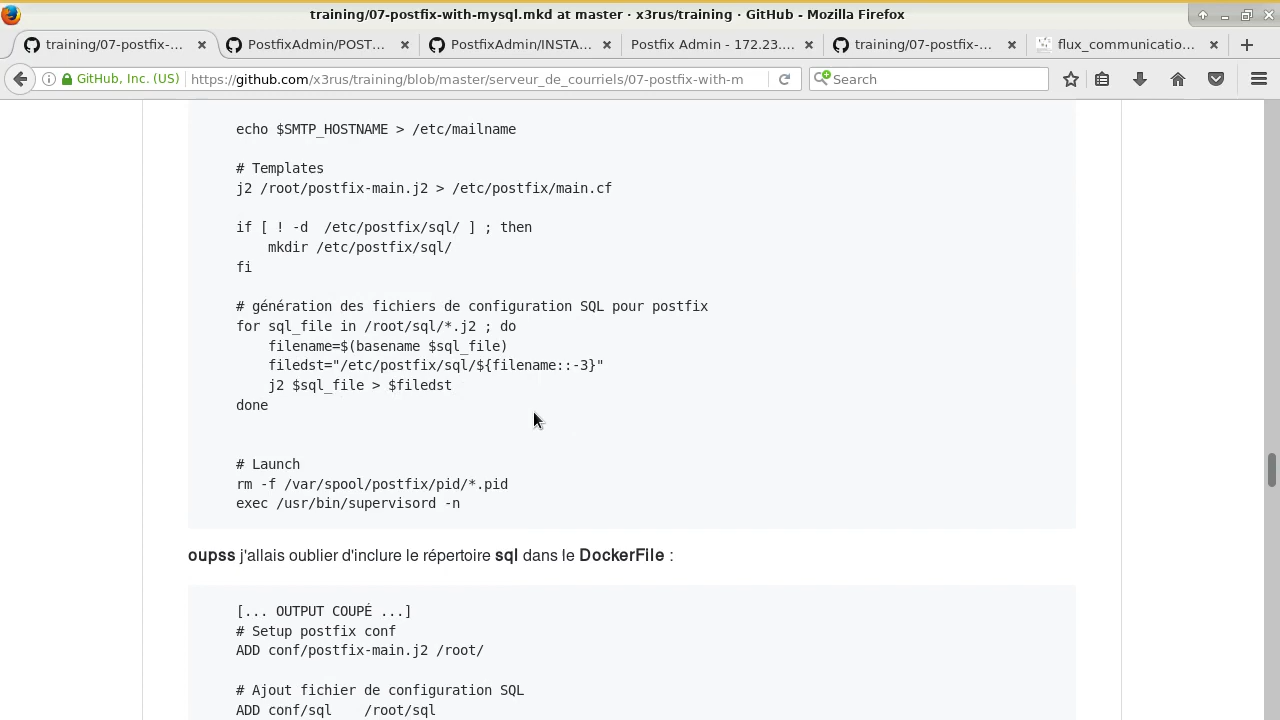 training/07-postfix-with-mysql.mkd at master · x3rus/training · GitHub - Mozilla Firefox
training/07-postfix-...
PostfixAdmin/POST...
PostfixAdmin/INSTA...
Postfix Admin - 172.23....
training/07-postfix-...
flux_communicatio...
GitHub, Inc. (US)
https://github.com/x3rus/training/blob/master/serveur_de_courriels/07-postfix-with-m
Search
echo $SMTP_HOSTNAME > /etc/mailname
# Templates
j2 /root/postfix-main.j2 > /etc/postfix/main.cf
if [ ! -d  /etc/postfix/sql/ ] ; then
    mkdir /etc/postfix/sql/
fi
# génération des fichiers de configuration SQL pour postfix
for sql_file in /root/sql/*.j2 ; do
    filename=$(basename $sql_file)
    filedst="/etc/postfix/sql/${filename::-3}"
    j2 $sql_file > $filedst
done
# Launch
rm -f /var/spool/postfix/pid/*.pid
exec /usr/bin/supervisord -n
oupss j'allais oublier d'inclure le répertoire sql dans le DockerFile :
[... OUTPUT COUPÉ ...]
# Setup postfix conf
ADD conf/postfix-main.j2 /root/
# Ajout fichier de configuration SQL
ADD conf/sql    /root/sql